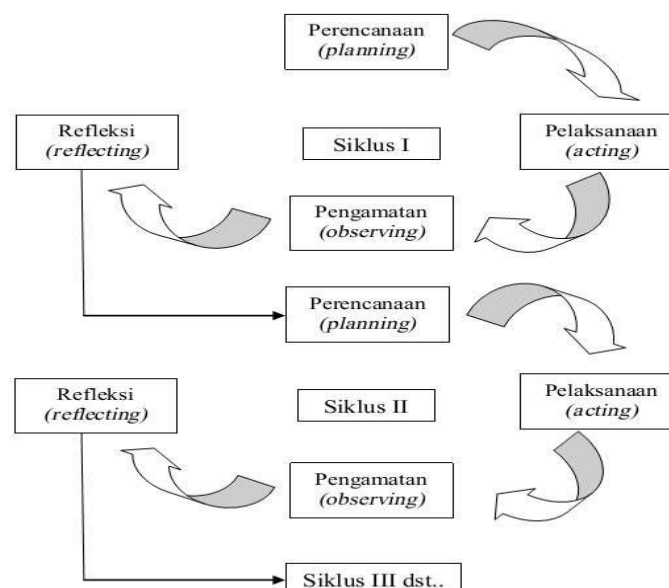 Perencanaan
(planning)
Refleksi
(reflecting)
Siklus I
Pelaksanaan
(acting)
Pengamatan
(observing)
Perencanaan
(planning)
Refleksi
(reflecting)
Siklus II
Pelaksanaan
(acting)
Pengamatan
(observing)
Siklus III dst..